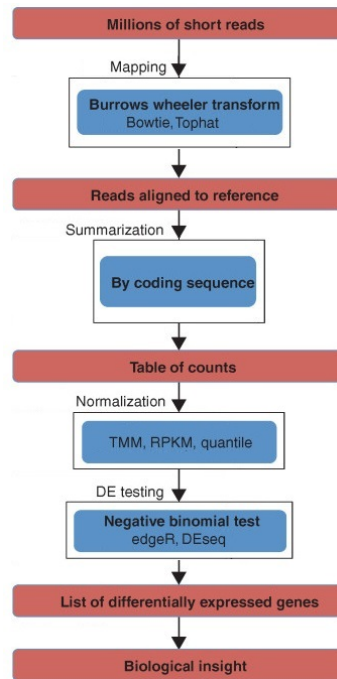 Millions of short reads
Mapping
Burrows wheeler transform
Bowtie, Tophat
Reads aligned to reference
Summarization
By coding sequence
Table of counts
Normalization
TMM, RPKM, quantile
DE testing
Negative binomial test
edgeR, DEseq
List of differentially expressed genes
Biological insight